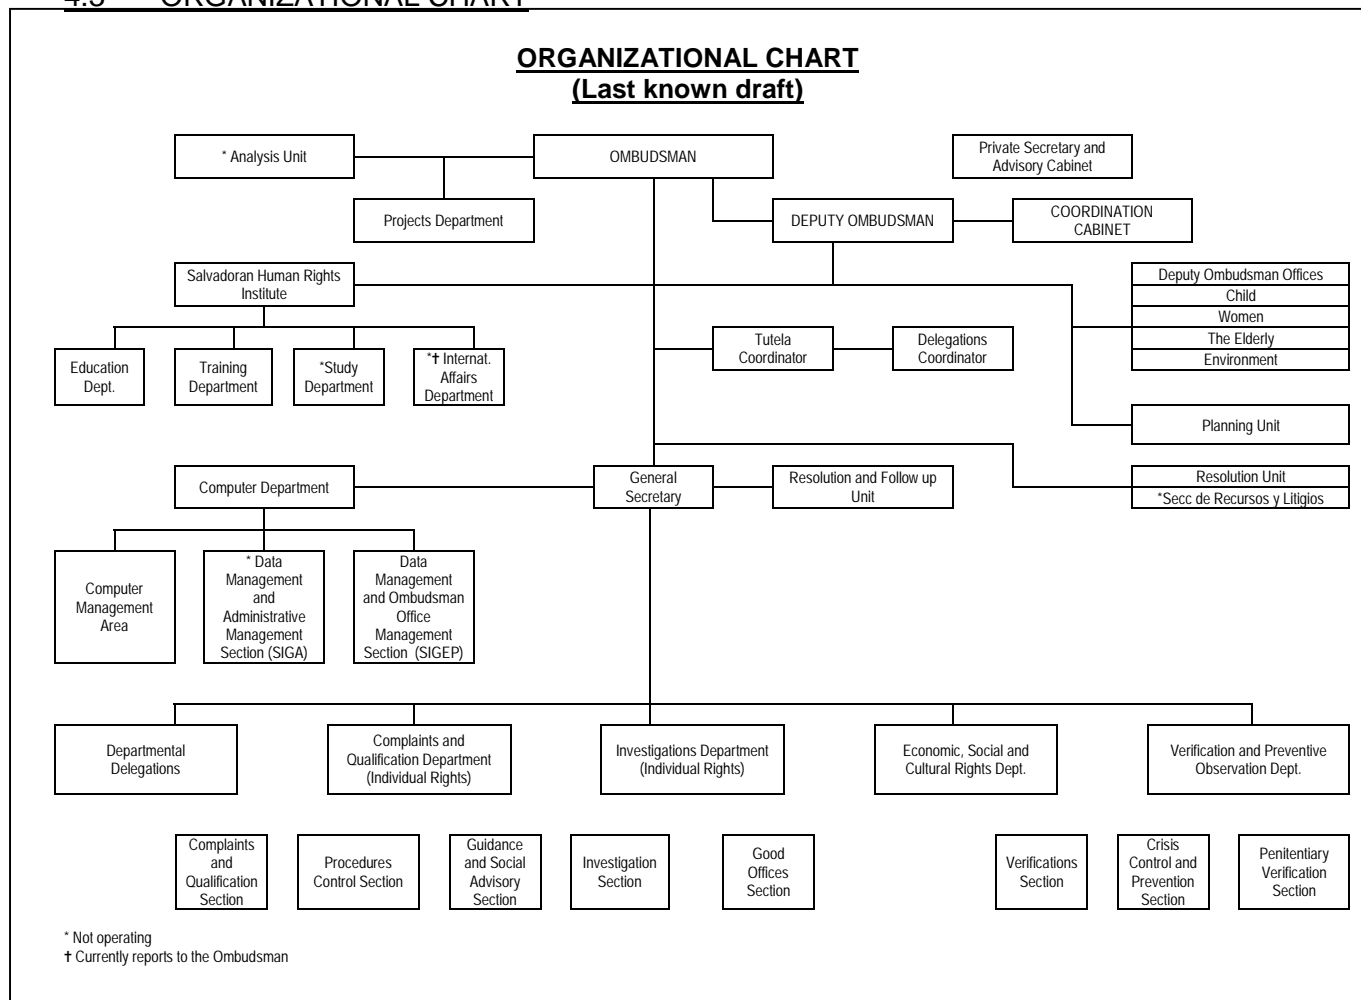 4.3 ORGANIZATIONAL CHART
ORGANIZATIONAL CHART
(Last known draft)
* Analysis Unit
OMBUDSMAN
Private Secretary and
Advisory Cabinet
Projects Department
DEPUTY OMBUDSMAN
COORDINATION
CABINET
Salvadoran Human Rights
Institute
Deputy Ombudsman Offices
Child
Women
The Elderly
Environment
Education
Dept.
Training
Department
*Study
Department
*✝ Internat.
Affairs
Department
Tutela
Coordinator
Delegations
Coordinator
Planning Unit
Computer Department
General
Secretary
Resolution and Follow up
Unit
Resolution Unit
*Secc de Recursos y Litigios
Computer
Management
Area
* Data
Management
and
Administrative
Management
Section (SIGA)
Data
Management
and Ombudsman
Office
Management
Section (SIGEP)
Departmental
Delegations
Complaints and
Qualification Department
(Individual Rights)
Investigations Department
(Individual Rights)
Economic, Social and
Cultural Rights Dept.
Verification and Preventive
Observation Dept.
Complaints
and
Qualification
Section
Procedures
Control Section
Guidance
and Social
Advisory
Section
Investigation
Section
Good
Offices
Section
Verifications
Section
Crisis
Control and
Prevention
Section
Penitentiary
Verification
Section
* Not operating
✝ Currently reports to the Ombudsman